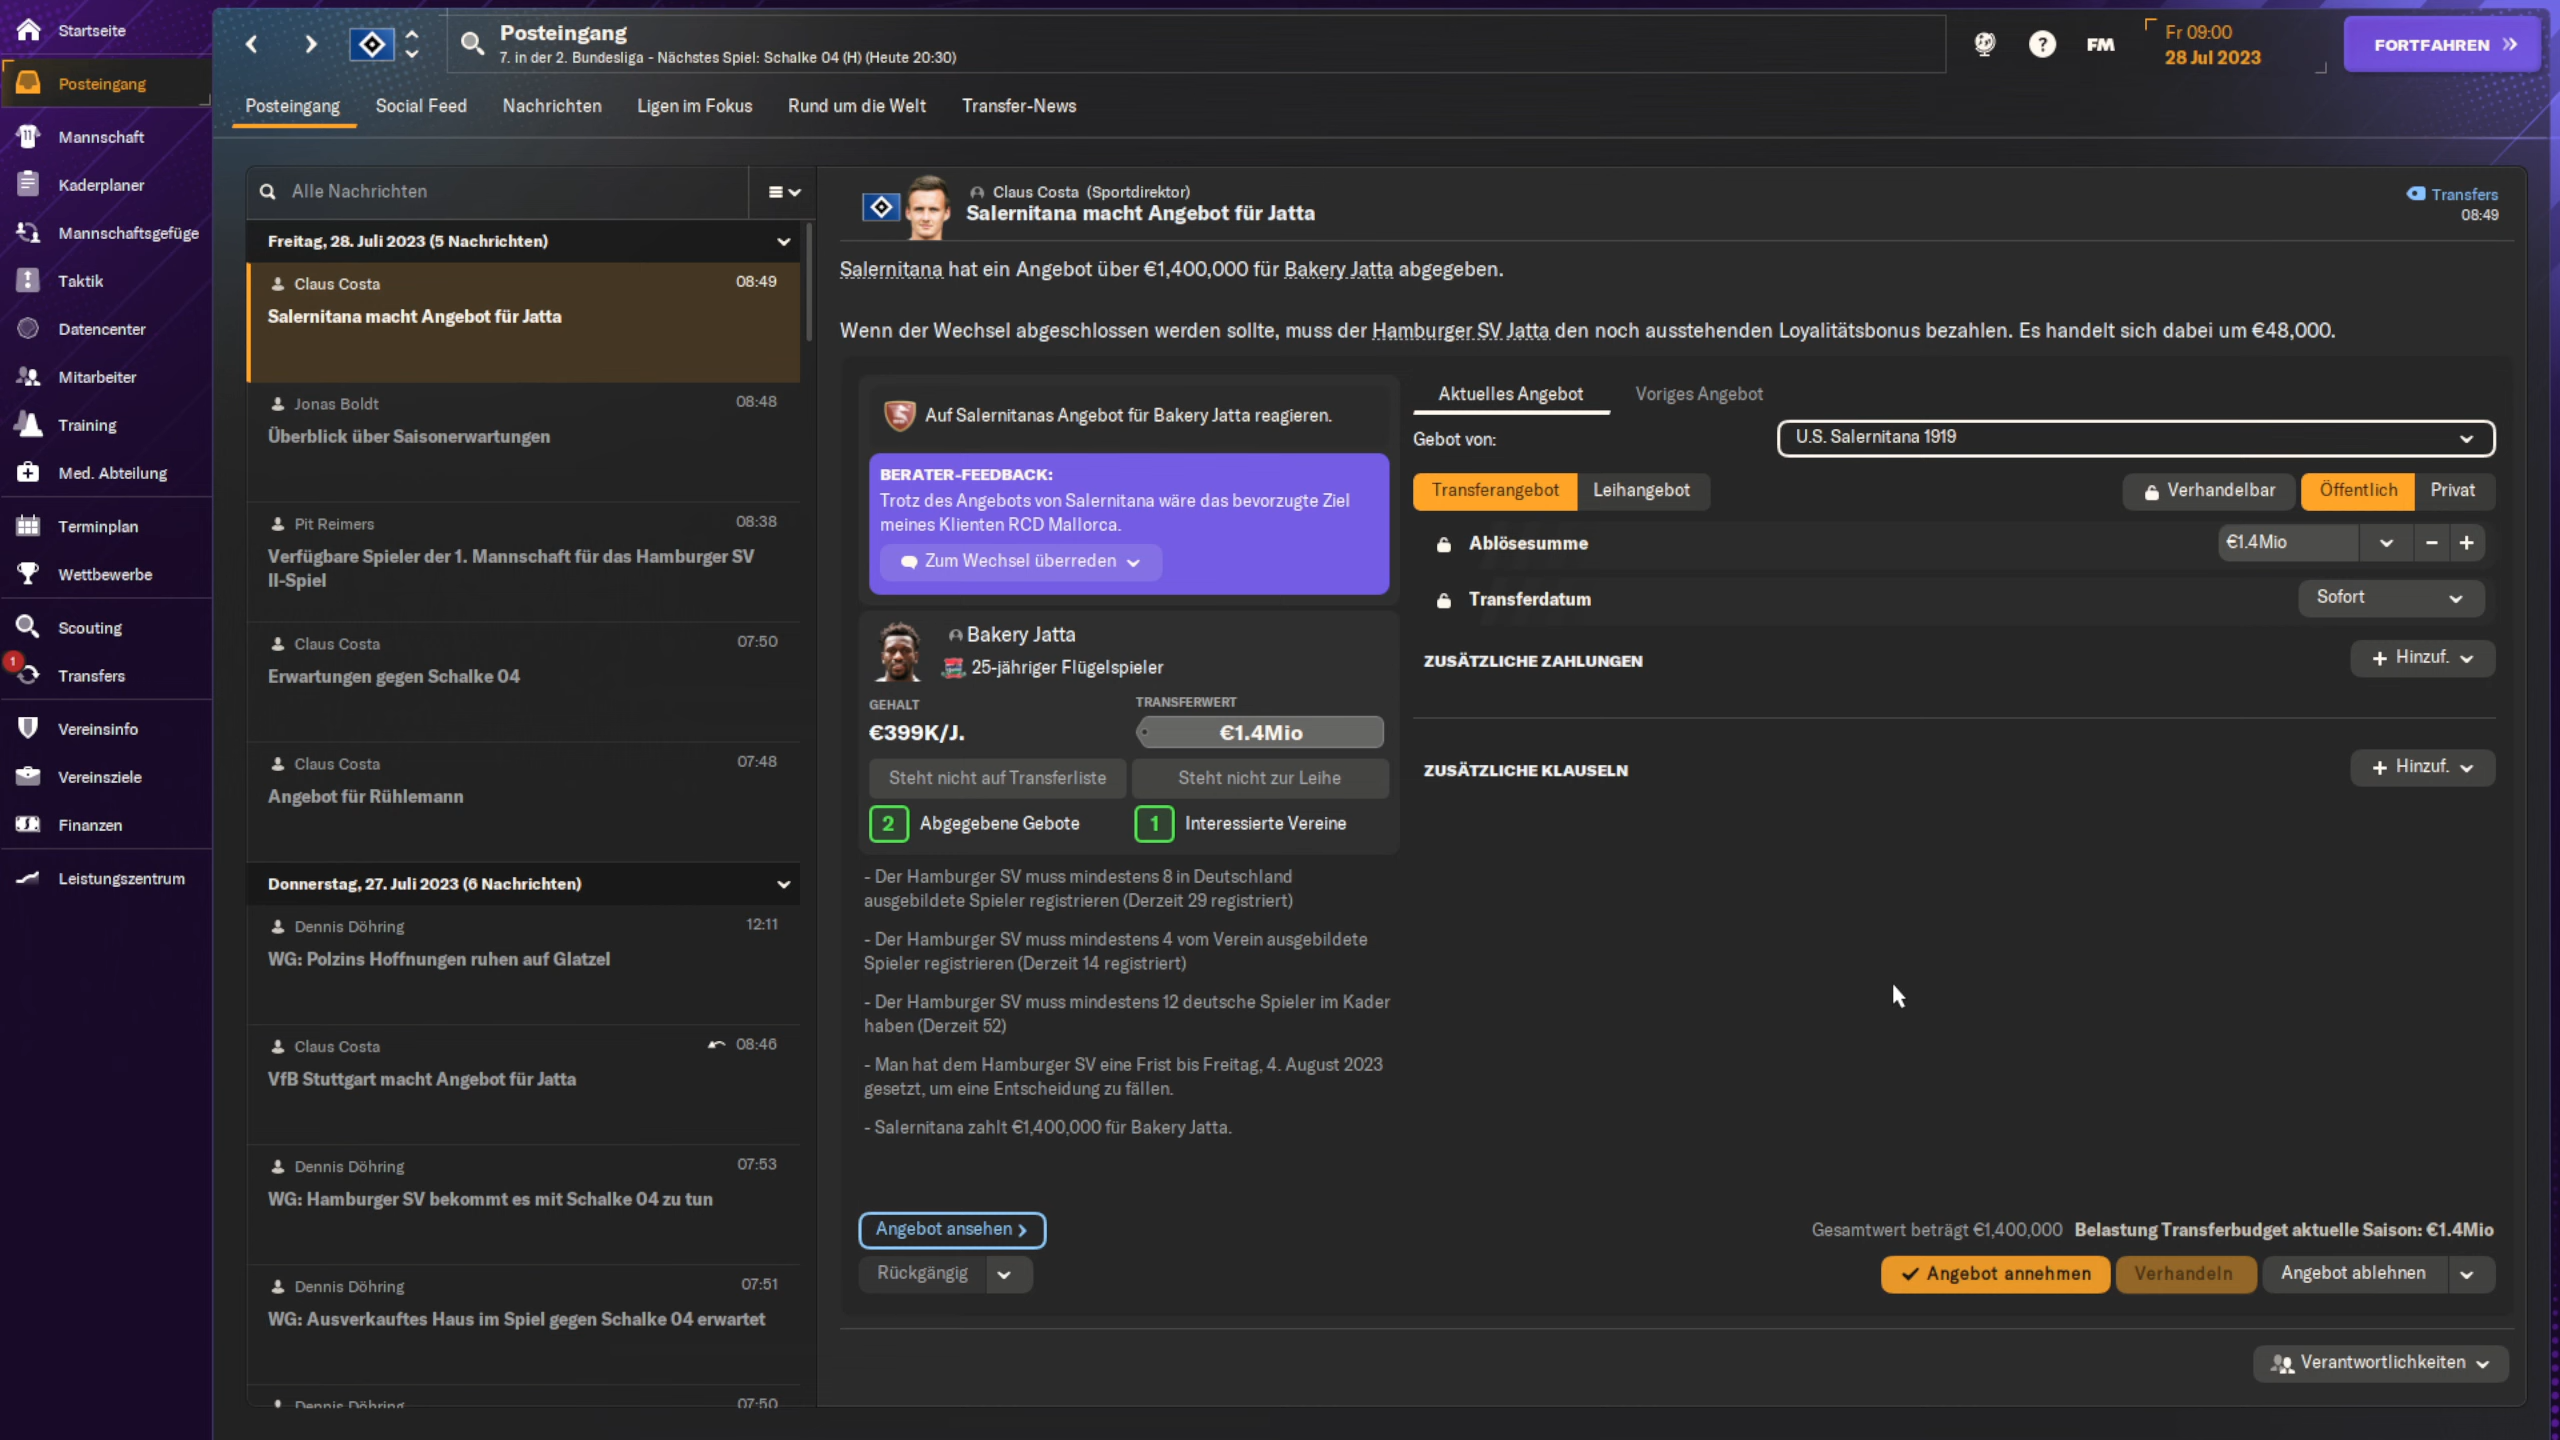 Startseite
Posteingang
Mannschaft
Kaderplaner
Mannschaftsgefüge
Taktik
Datencenter
Mitarbeiter
Training
Med. Abteilung
Terminplan
Wettbewerbe
Scouting
1
Transfers
Vereinsinfo
Vereinsziele
Finanzen
Leistungszentrum
Posteingang
7. in der 2. Bundesliga - Nächstes Spiel: Schalke 04 (H) (Heute 20:30)
?
FM
Fr 09:00
28 Jul 2023
FORTFAHREN
Posteingang Social Feed Nachrichten Ligen im Fokus Rund um die Welt Transfer-News
Alle Nachrichten
Freitag, 28. Juli 2023 (5 Nachrichten)
Claus Costa 08:49
Salernitana macht Angebot für Jatta
Jonas Boldt 08:48
Überblick über Saisonerwartungen
Pit Reimers 08:38
Verfügbare Spieler der 1. Mannschaft für das Hamburger SV
II-Spiel
Claus Costa 07:50
Erwartungen gegen Schalke 04
Claus Costa 07:48
Angebot für Rühlemann
Donnerstag, 27. Juli 2023 (6 Nachrichten)
Dennis Döhring 12:11
WG: Polzins Hoffnungen ruhen auf Glatzel
Claus Costa 08:46
VfB Stuttgart macht Angebot für Jatta
Dennis Döhring 07:53
WG: Hamburger SV bekommt es mit Schalke 04 zu tun
Dennis Döhring 07:51
WG: Ausverkauftes Haus im Spiel gegen Schalke 04 erwartet
Dennis Döhring 07:50
Claus Costa (Sportdirektor)
Salernitana macht Angebot für Jatta
Transfers
08:49
Salernitana hat ein Angebot über €1,400,000 für Bakery Jatta abgegeben.
Wenn der Wechsel abgeschlossen werden sollte, muss der Hamburger SV Jatta den noch ausstehenden Loyalitätsbonus bezahlen. Es handelt sich dabei um €48,000.
Auf Salernitanas Angebot für Bakery Jatta reagieren.
BERATER-FEEDBACK:
Trotz des Angebots von Salernitana wäre das bevorzugte Ziel
meines Klienten RCD Mallorca.
Zum Wechsel überreden
Bakery Jatta
25-jähriger Flügelspieler
GEHALT TRANSFERWERT
€399K/J. €1.4Mio
Steht nicht auf Transferliste Steht nicht zur Leihe
2 Abgegebene Gebote 1 Interessierte Vereine
- Der Hamburger SV muss mindestens 8 in Deutschland
ausgebildete Spieler registrieren (Derzeit 29 registriert)
- Der Hamburger SV muss mindestens 4 vom Verein ausgebildete
Spieler registrieren (Derzeit 14 registriert)
- Der Hamburger SV muss mindestens 12 deutsche Spieler im Kader
haben (Derzeit 52)
- Man hat dem Hamburger SV eine Frist bis Freitag, 4. August 2023
gesetzt, um eine Entscheidung zu fällen.
- Salernitana zahlt €1,400,000 für Bakery Jatta.
Angebot ansehen
Rückgängig
Aktuelles Angebot Voriges Angebot
Gebot von: U.S. Salernitana 1919
Transferangebot Leihangebot Verhandelbar Öffentlich Privat
Ablösesumme €1.4Mio - +
Transferdatum Sofort
ZUSÄTZLICHE ZAHLUNGEN + Hinzuf.
ZUSÄTZLICHE KLAUSELN + Hinzuf.
Gesamtwert beträgt €1,400,000 Belastung Transferbudget aktuelle Saison: €1.4Mio
Angebot annehmen Verhandeln Angebot ablehnen
Verantwortlichkeiten